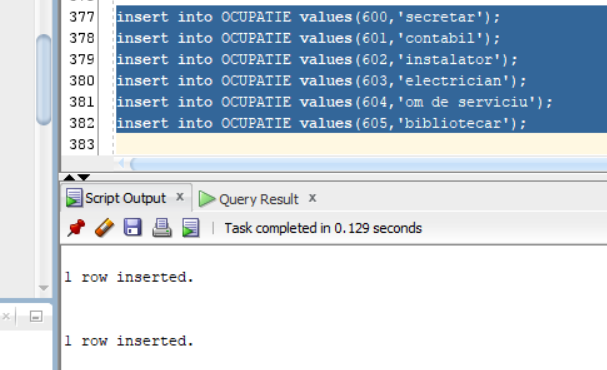 377 insert into OCUPATIE values(600,'secretar');
378 insert into OCUPATIE values(601,'contabil');
379 insert into OCUPATIE values(602,'instalator');
380 insert into OCUPATIE values(603,'electrician');
381 insert into OCUPATIE values(604,'om de serviciu');
382 insert into OCUPATIE values(605,'bibliotecar');
383
Script Output x Query Result x
Task completed in 0.129 seconds
1 row inserted.
1 row inserted.